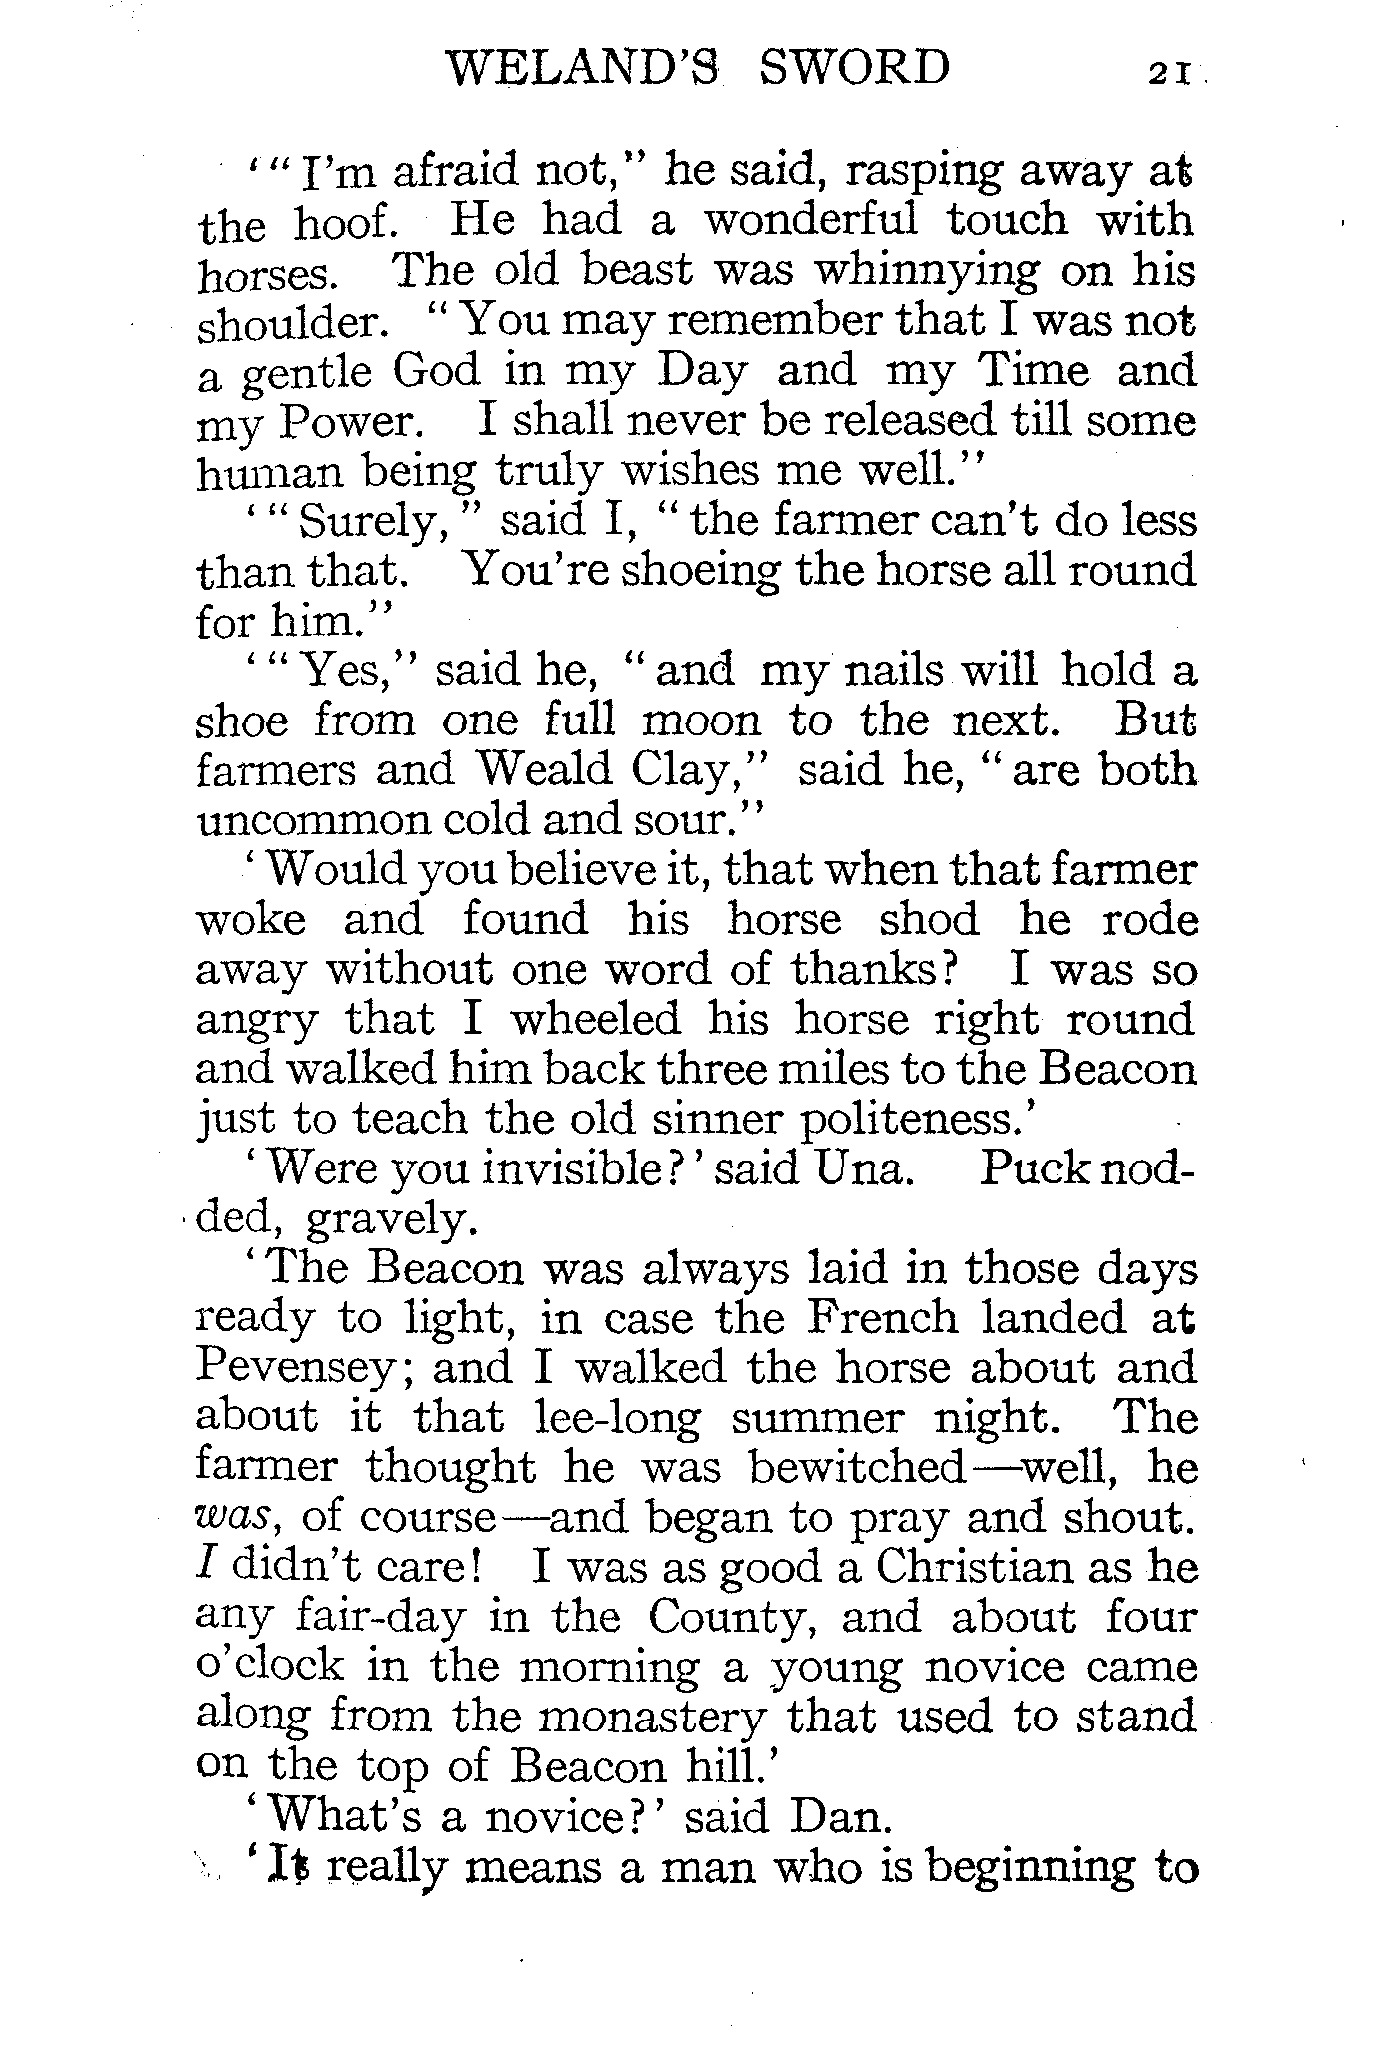 WELAND'S SWORD 21
'"I'm afraid not," he said, rasping away at
the hoof. He had a wonderful touch with
horses. The old beast was whinnying on his
shoulder. "You may remember that I was not
a gentle God in my Day and my Time and
my Power. I shall never be released till some
human being truly wishes me well."
'"Surely," said I, "the farmer can't do less
than that. You're shoeing the horse all round
for him."
'"Yes," said he, "and my nails will hold a
shoe from one full moon to the next. But
farmers and Weald Clay," said he, "are both
uncommon cold and sour."
'Would you believe it, that when that farmer
woke and found his horse shod he rode
away without one word of thanks? I was so
angry that I wheeled his horse right round
and walked him back three miles to the Beacon
just to teach the old sinner politeness.'
'Were you invisible?' said Una. Puck nod-
ded, gravely.
'The Beacon was always laid in those days
ready to light, in case the French landed at
Pevensey; and I walked the horse about and
about it that lee-long summer night. The
farmer thought he was bewitched—well, he
was, of course—and began to pray and shout.
I didn't care! I was as good a Christian as he
any fair-day in the County, and about four
o'clock in the morning a young novice came
along from the monastery that used to stand
on the top of Beacon hill.'
'What's a novice?' said Dan.
'It really means a man who is beginning to